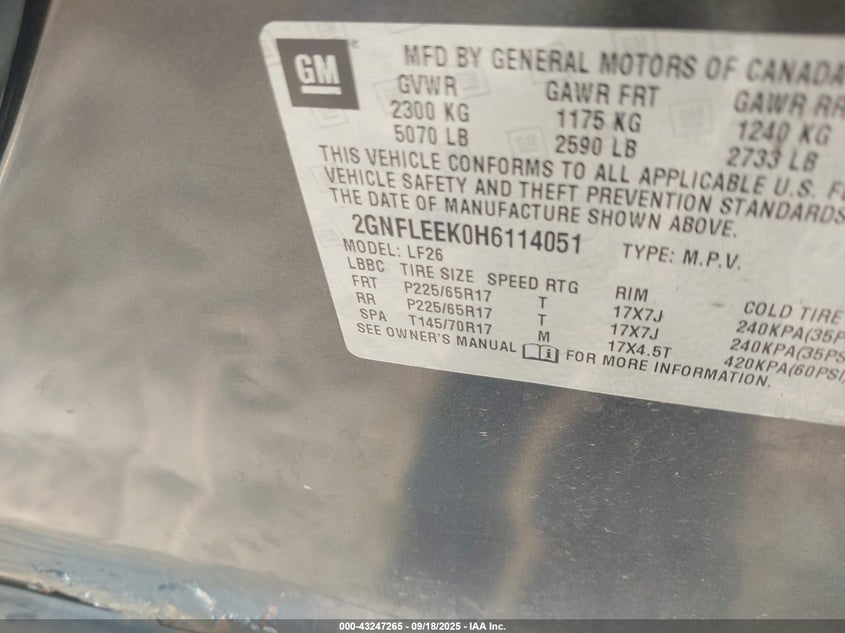 GM
MFD BY GENERAL MOTORS OF CANADA
GVWR GAWR FRT GAWR RR
2300 KG 1175 KG 1240 KG
5070 LB 2590 LB 2733 LB
THIS VEHICLE CONFORMS TO ALL APPLICABLE U.S.
VEHICLE SAFETY AND THEFT PREVENTION STANDARDS
THE DATE OF MANUFACTURE SHOWN ABOVE.
2GNFLEEK0H6114051 TYPE: M.P.V.
MODEL: LF26
LBBC TIRE SIZE SPEED RTG RIM COLD TIRE
FRT P225/65R17 T 17X7J 240KPA(35P
RR P225/65R17 T 17X7J 240KPA(35PS
SPA T145/70R17 M 17X4.5T 420KPA(60PSI
SEE OWNER'S MANUAL FOR MORE INFORMATION.
000-43247265 - 09/18/2025 - IAA Inc.